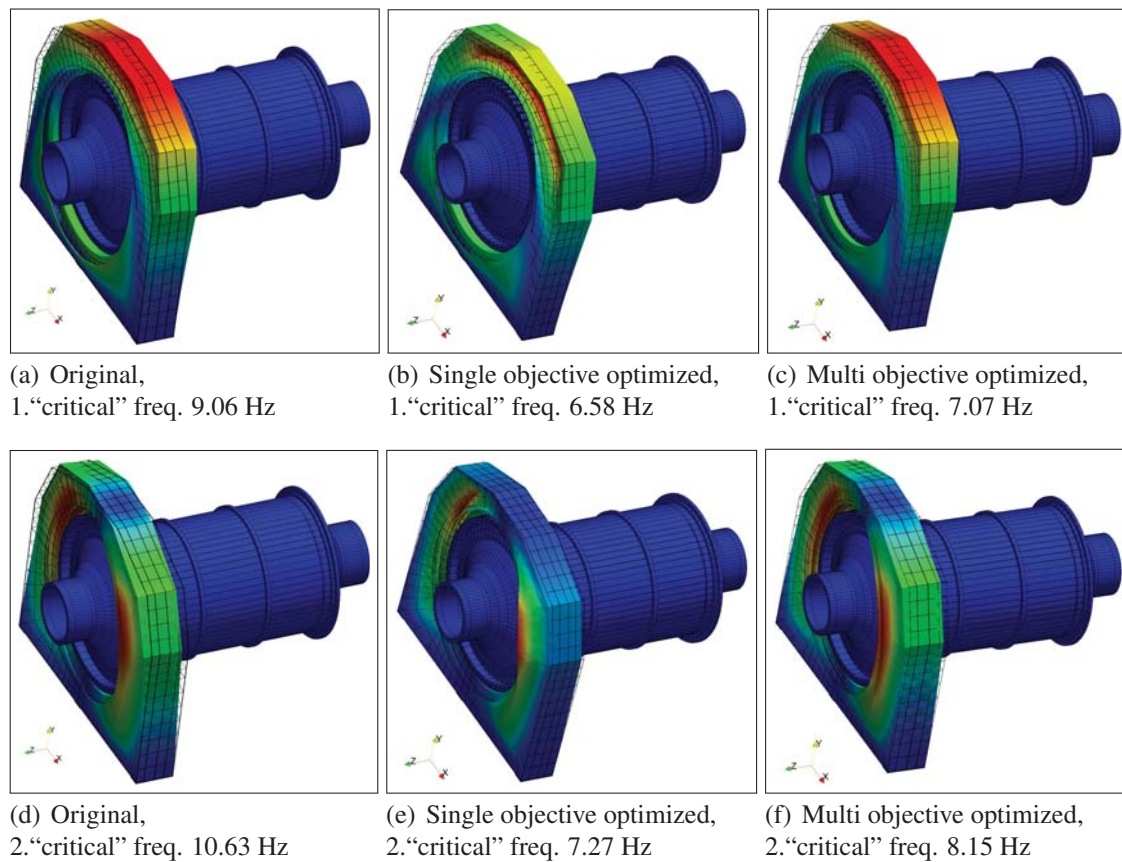 Y
Z
X
Y
Z
X
Y
Z
X
(a) Original,
1.“critical” freq. 9.06 Hz
(b) Single objective optimized,
1.“critical” freq. 6.58 Hz
(c) Multi objective optimized,
1.“critical” freq. 7.07 Hz
Y
Z
X
Y
Z
X
Y
Z
X
(d) Original,
2.“critical” freq. 10.63 Hz
(e) Single objective optimized,
2.“critical” freq. 7.27 Hz
(f) Multi objective optimized,
2.“critical” freq. 8.15 Hz